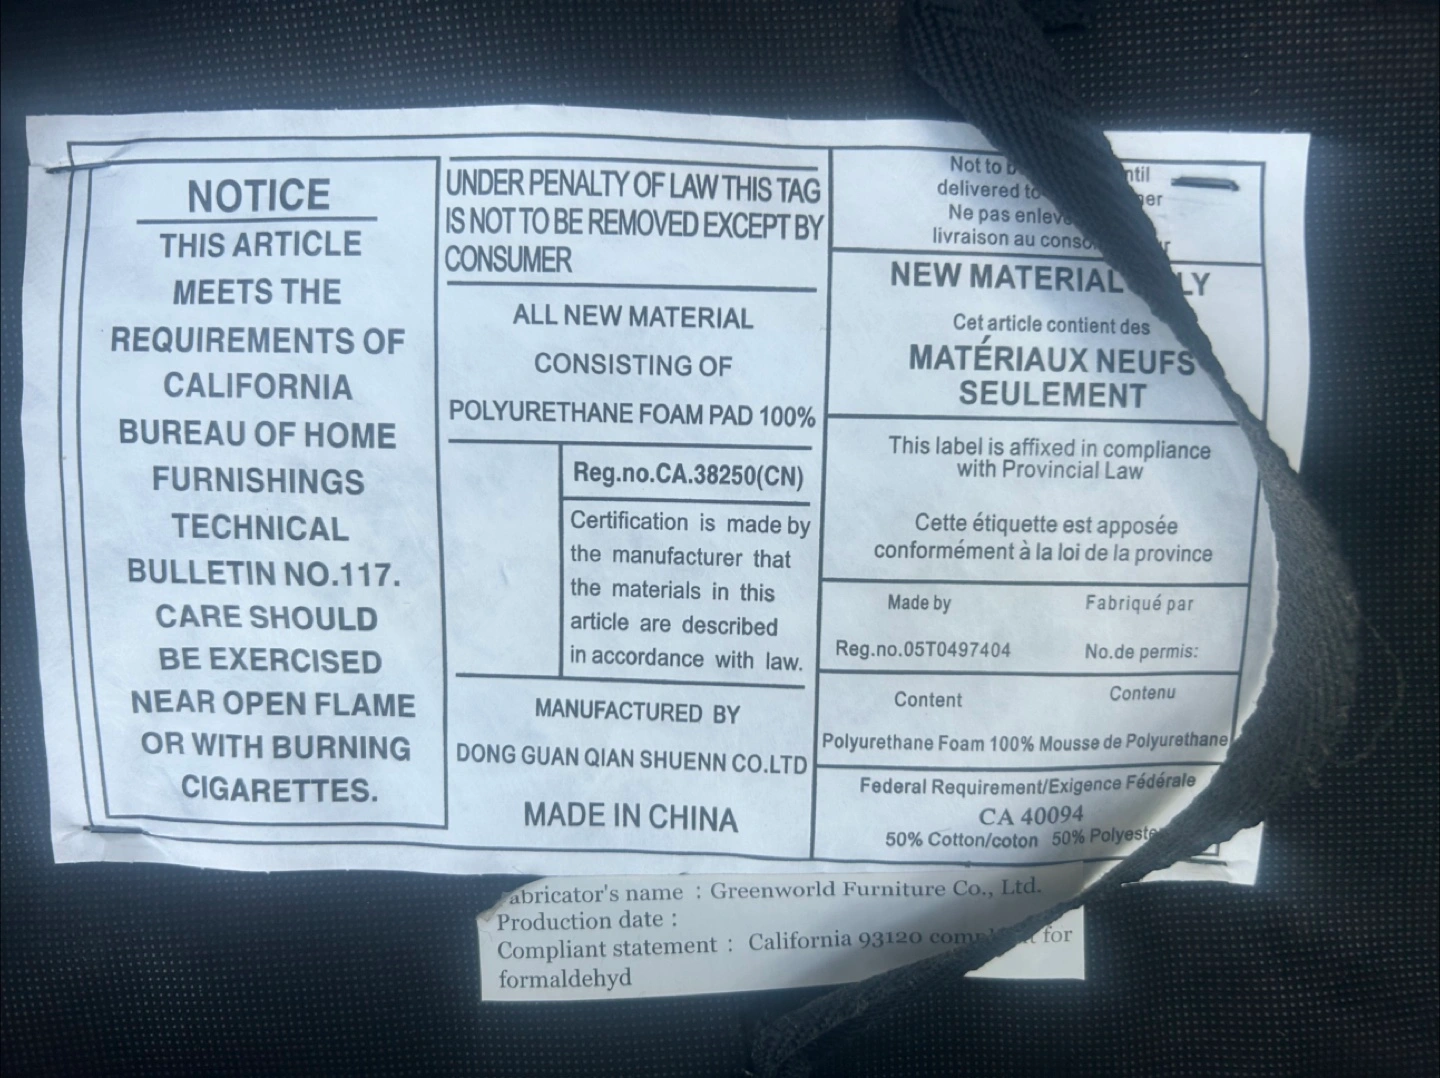 NOTICE
THIS ARTICLE
MEETS THE
REQUIREMENTS OF
CALIFORNIA
BUREAU OF HOME
FURNISHINGS
TECHNICAL
BULLETIN NO.117.
CARE SHOULD
BE EXERCISED
NEAR OPEN FLAME
OR WITH BURNING
CIGARETTES.
UNDER PENALTY OF LAW THIS TAG
IS NOT TO BE REMOVED EXCEPT BY
CONSUMER
ALL NEW MATERIAL
CONSISTING OF
POLYURETHANE FOAM PAD 100%
Reg.no.CA.38250(CN)
Certification is made by
the manufacturer that
the materials in this
article are described
in accordance with law.
MANUFACTURED BY
DONG GUAN QIAN SHUENN CO.LTD
MADE IN CHINA
Not to
delivered to
Ne pas
livraison au
NEW MATERIAL
Cet article contient des
MATÉRIAUX NEUFS
SEULEMENT
This label is affixed in compliance
with Provincial Law
Cette étiquette est apposée
conformément à la loi de la province
Made by Fabriqué par
Reg.no.05T0497404 No.de permis:
Content Contenu
Polyurethane Foam 100% Mousse de Polyurethane
Federal Requirement/Exigence Fédérale
CA 40094
50% Cotton/coton 50% Polyester
abricator's name : Greenworld Furniture Co., Ltd.
Production date :
Compliant statement : California 93120 for
formaldehyd